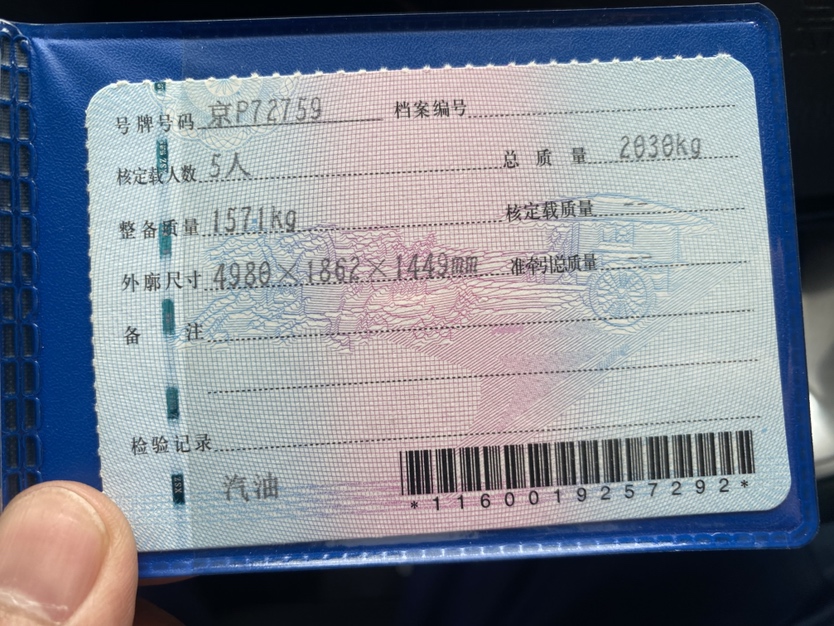 号牌号码 京P72759 档案编号
核定载人数 5人 总质量 2030kg
整备质量 1571kg 核定载质量 --
外廓尺寸 4980×1862×1449mm 准牵引总质量 --
备注
检验记录
汽油
*1160019257292*